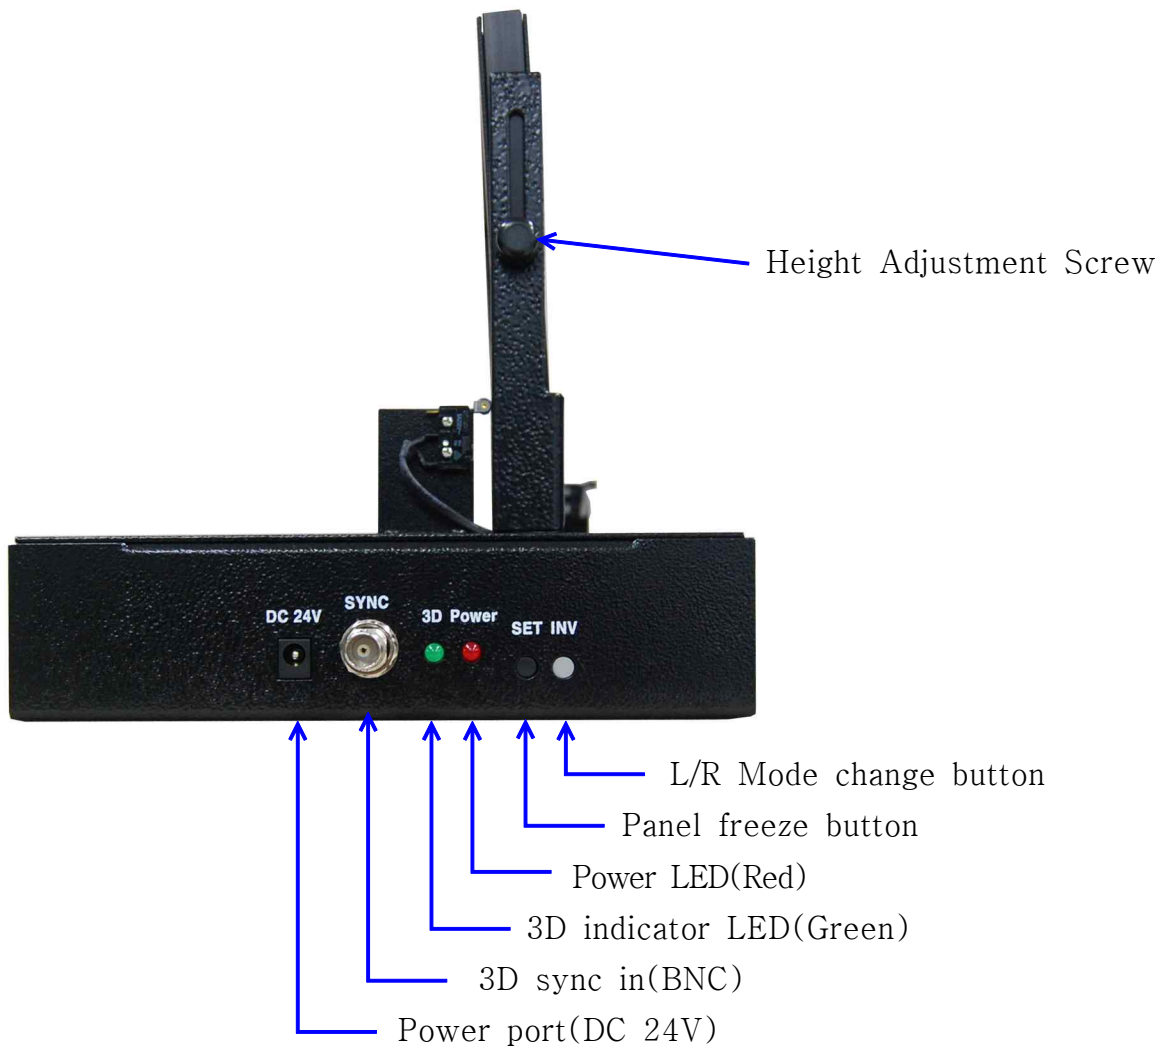 Height Adjustment Screw
DC 24V
SYNC
3D Power
SET INV
L/R Mode change button
Panel freeze button
Power LED(Red)
3D indicator LED(Green)
3D sync in(BNC)
Power port(DC 24V)